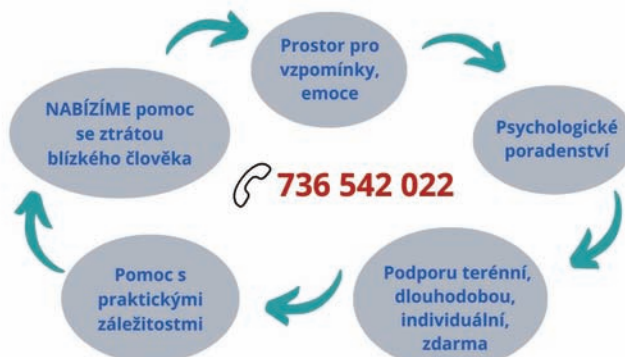 Prostor pro
vzpomínky,
emoce
NABÍZÍME pomoc
se ztrátou
blízkého člověka
Psychologické
poradenství
736 542 022
Pomoc s
praktickými
záležitostmi
Podporu terénní,
dlouhodobou,
individuální,
zdarma